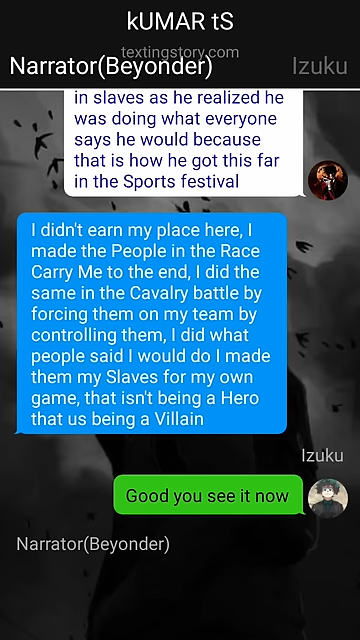 kUMAR tS
textingstory.com
Narrator(Beyonder) Izuku
in slaves as he realized he
was doing what everyone
says he would because
that is how he got this far
in the Sports festival
I didn't earn my place here, I
made the People in the Race
Carry Me to the end, I did the
same in the Cavalry battle by
forcing them on my team by
controlling them, I did what
people said I would do I made
them my Slaves for my own
game, that isn't being a Hero
that us being a Villain
Izuku
Good you see it now
Narrator(Beyonder)